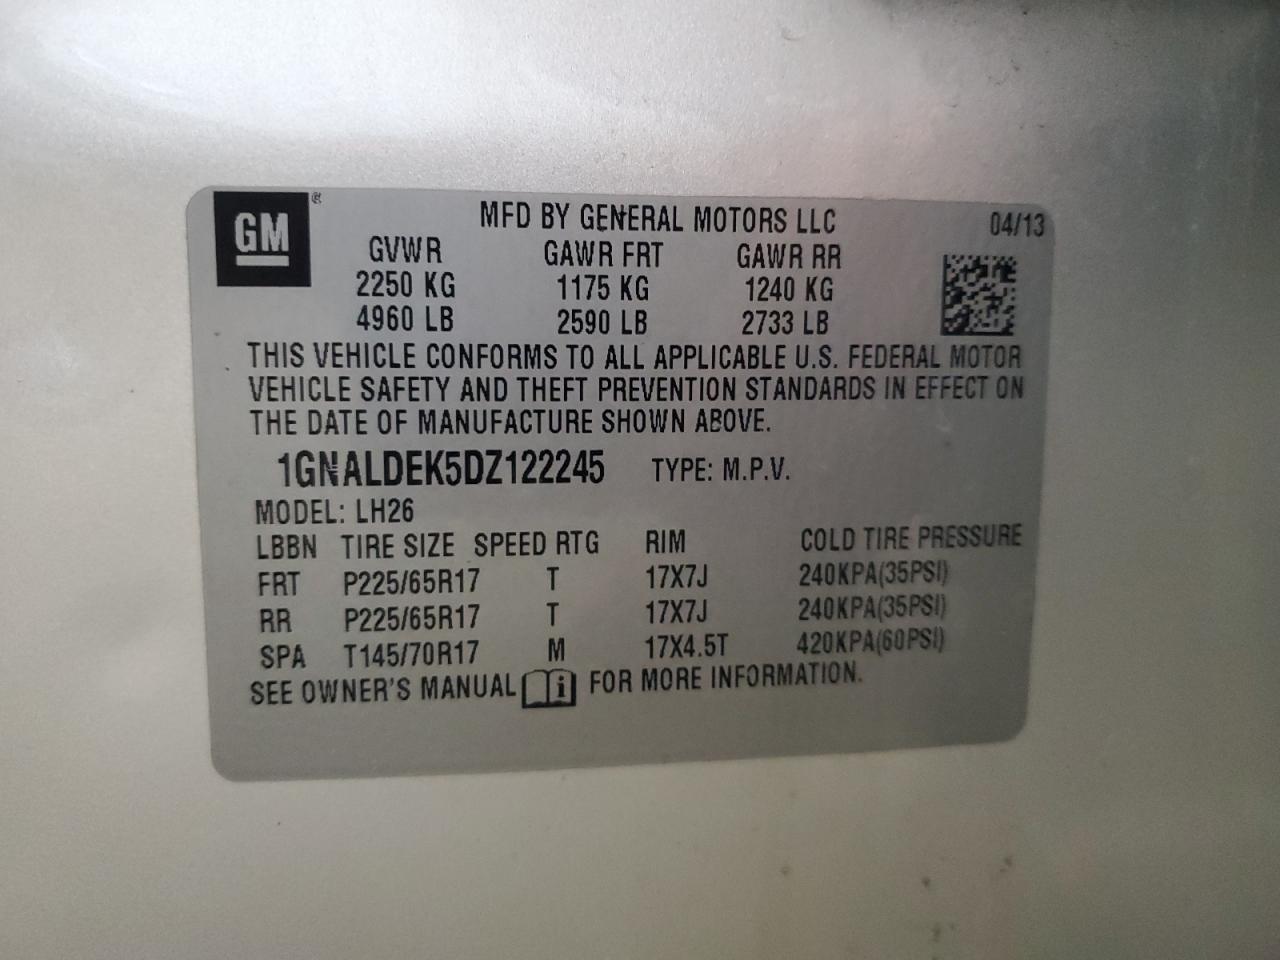 GM ®
MFD BY GENERAL MOTORS LLC 04/13
GVWR GAWR FRT GAWR RR
2250 KG 1175 KG 1240 KG
4960 LB 2590 LB 2733 LB
THIS VEHICLE CONFORMS TO ALL APPLICABLE U.S. FEDERAL MOTOR
VEHICLE SAFETY AND THEFT PREVENTION STANDARDS IN EFFECT ON
THE DATE OF MANUFACTURE SHOWN ABOVE.
1GNALDEK5DZ122245 TYPE: M.P.V.
MODEL: LH26
LBBN TIRE SIZE SPEED RTG RIM COLD TIRE PRESSURE
FRT P225/65R17 T 17X7J 240KPA(35PSI)
RR P225/65R17 T 17X7J 240KPA(35PSI)
SPA T145/70R17 M 17X4.5T 420KPA(60PSI)
SEE OWNER'S MANUAL i FOR MORE INFORMATION.